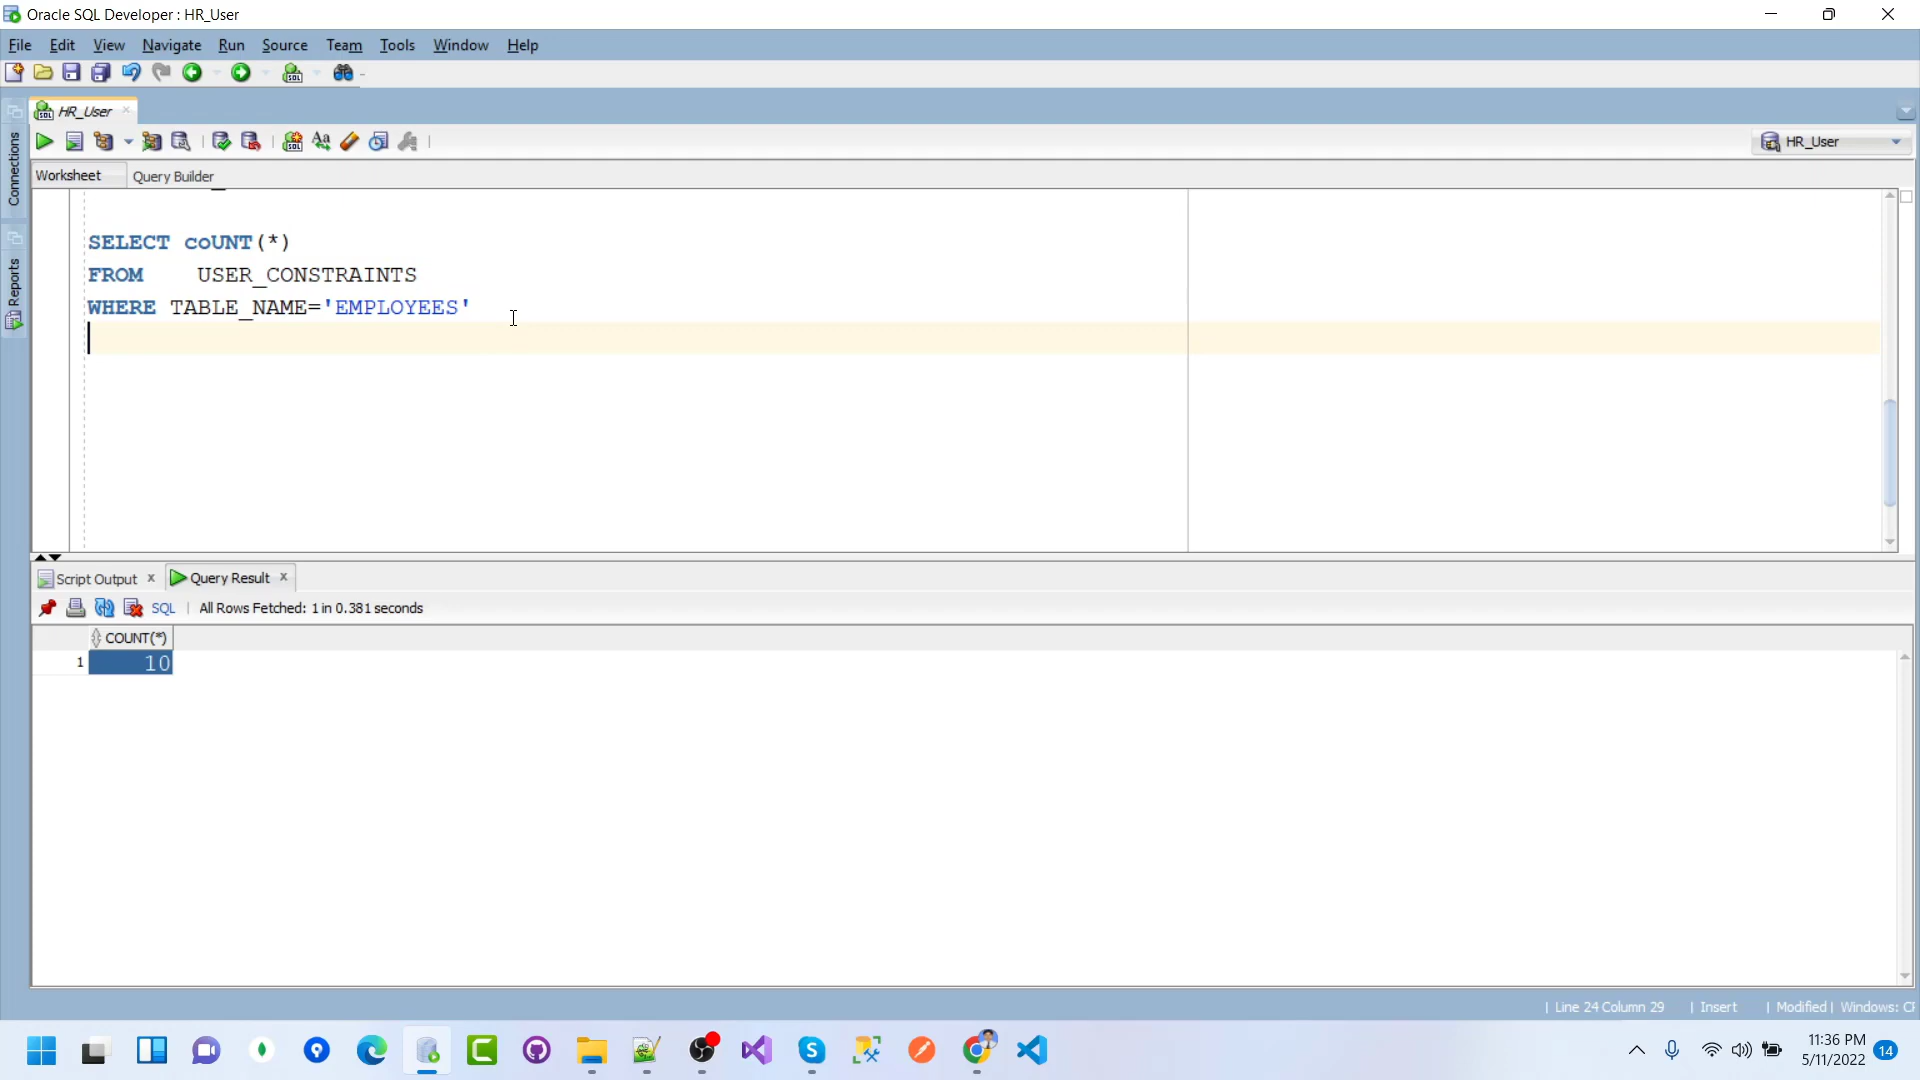 Oracle SQL Developer : HR_User
File Edit View Navigate Run Source Team Tools Window Help
HR_User
HR_User
Connections
Reports
Worksheet Query Builder
SELECT coUNT(*)
FROM USER_CONSTRAINTS
WHERE TABLE_NAME='EMPLOYEES'
Script Output Query Result
SQL | All Rows Fetched: 1 in 0.381 seconds
COUNT(*)
1 10
| Line 24 Column 29 | Insert | Modified | Windows:
11:36 PM
5/11/2022
14